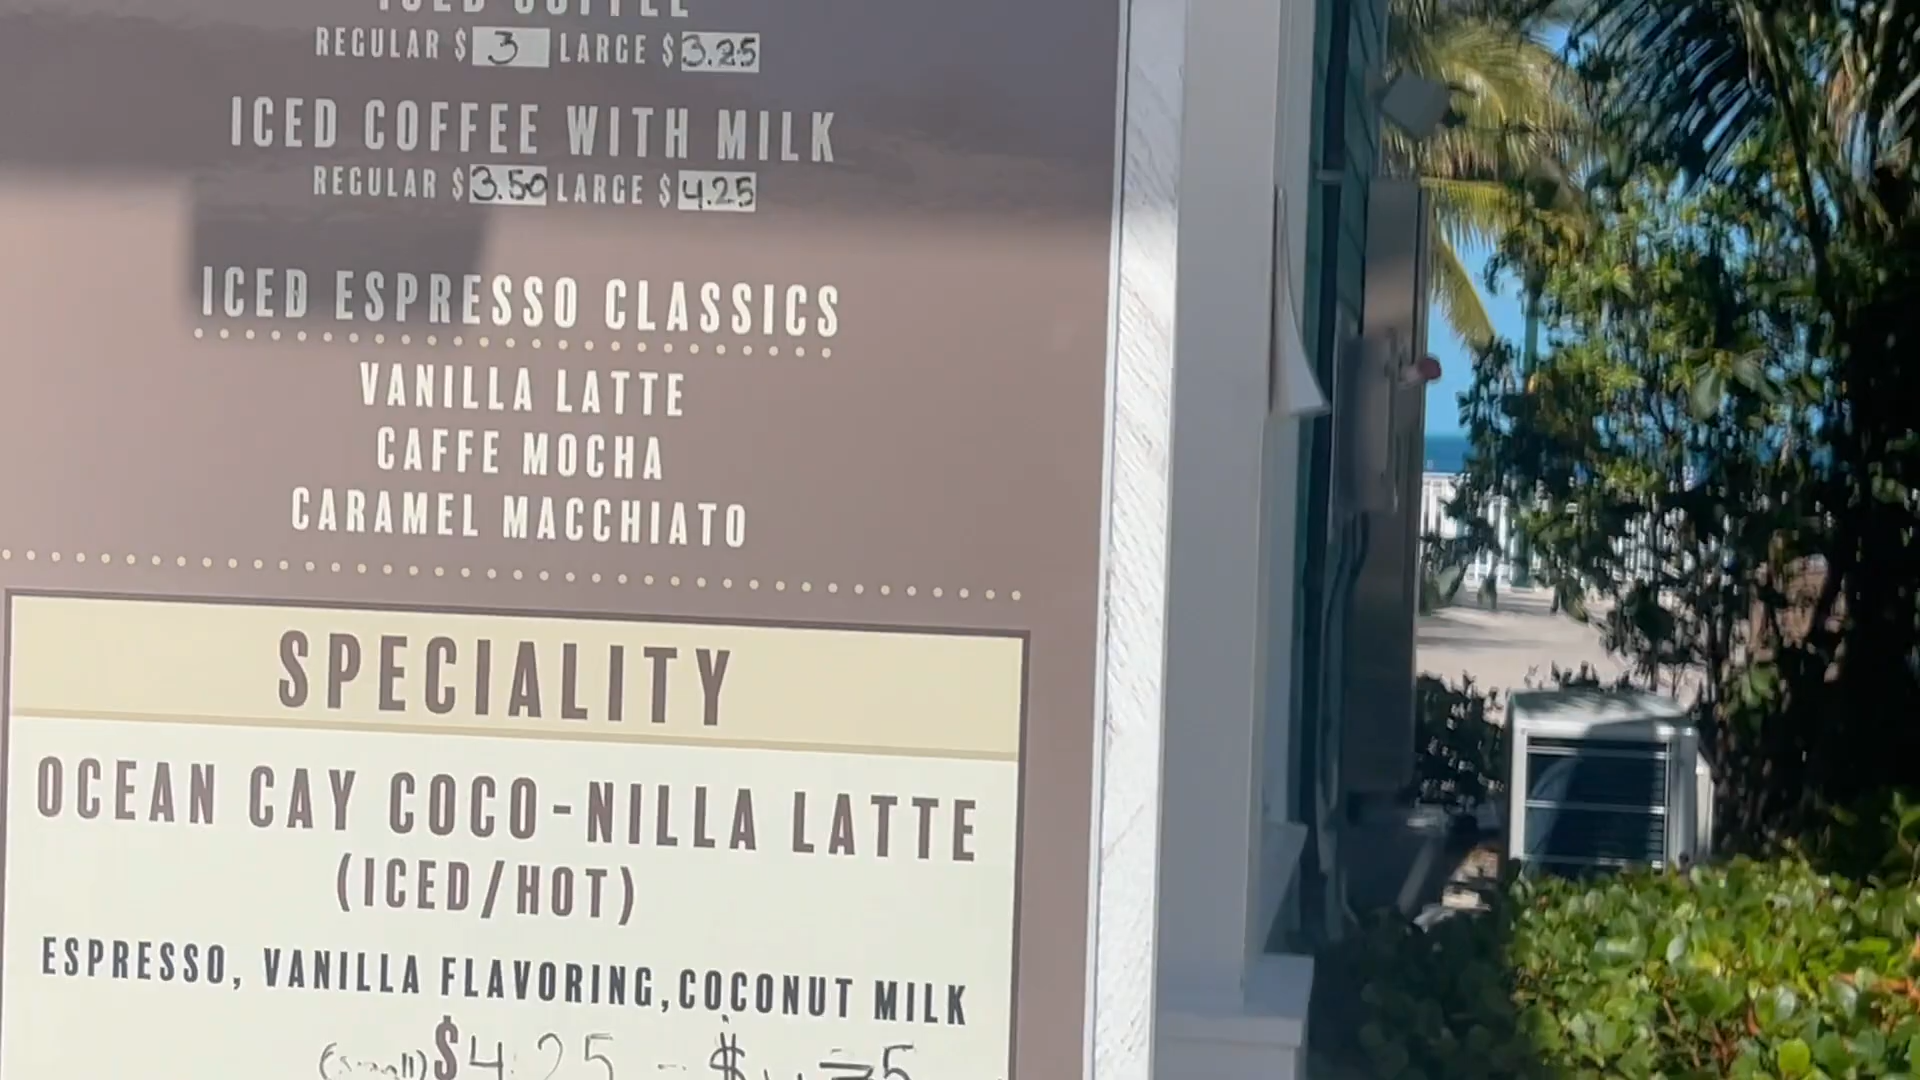 ICED COFFEE
REGULAR $ 3 LARGE $ 3.25
ICED COFFEE WITH MILK
REGULAR $ 3.50 LARGE $ 4.25
ICED ESPRESSO CLASSICS
VANILLA LATTE
CAFFE MOCHA
CARAMEL MACCHIATO
SPECIALITY
OCEAN CAY COCO-NILLA LATTE
(ICED/HOT)
ESPRESSO, VANILLA FLAVORING,COCONUT MILK
(small) $4.25 - $